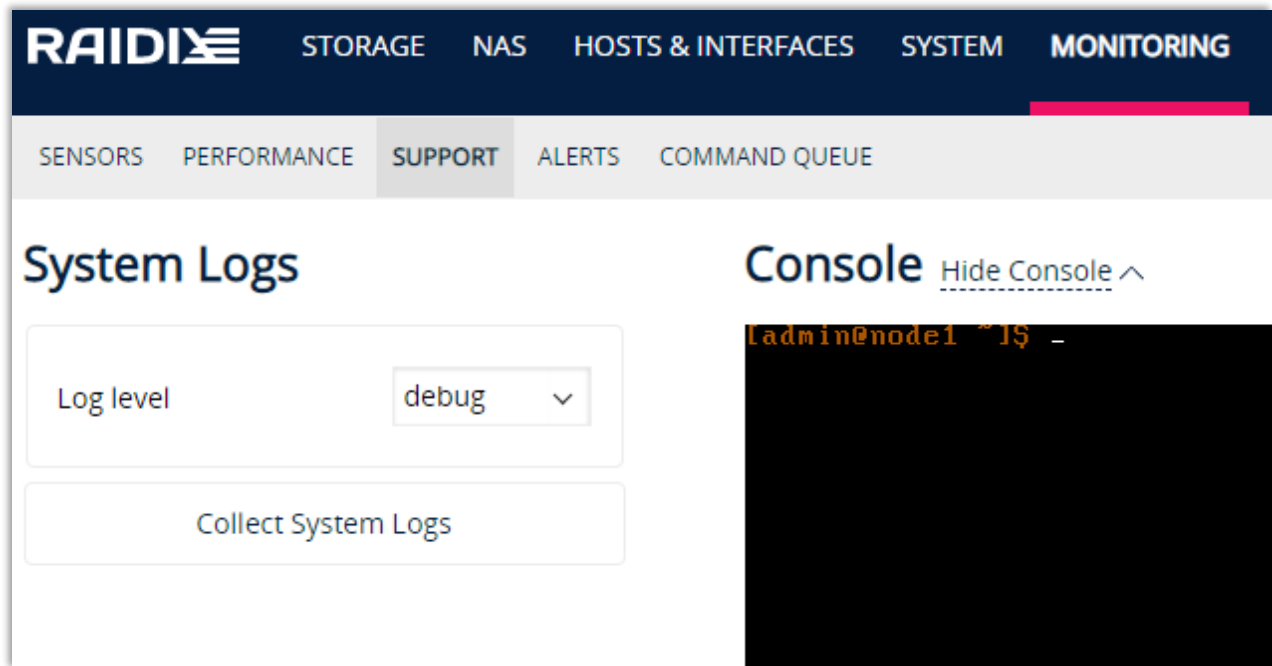 RAIDIX STORAGE NAS HOSTS & INTERFACES SYSTEM MONITORING
SENSORS PERFORMANCE SUPPORT ALERTS COMMAND QUEUE
System Logs
Log level debug
Collect System Logs
Console Hide Console
[admin@node1 ~]$ _